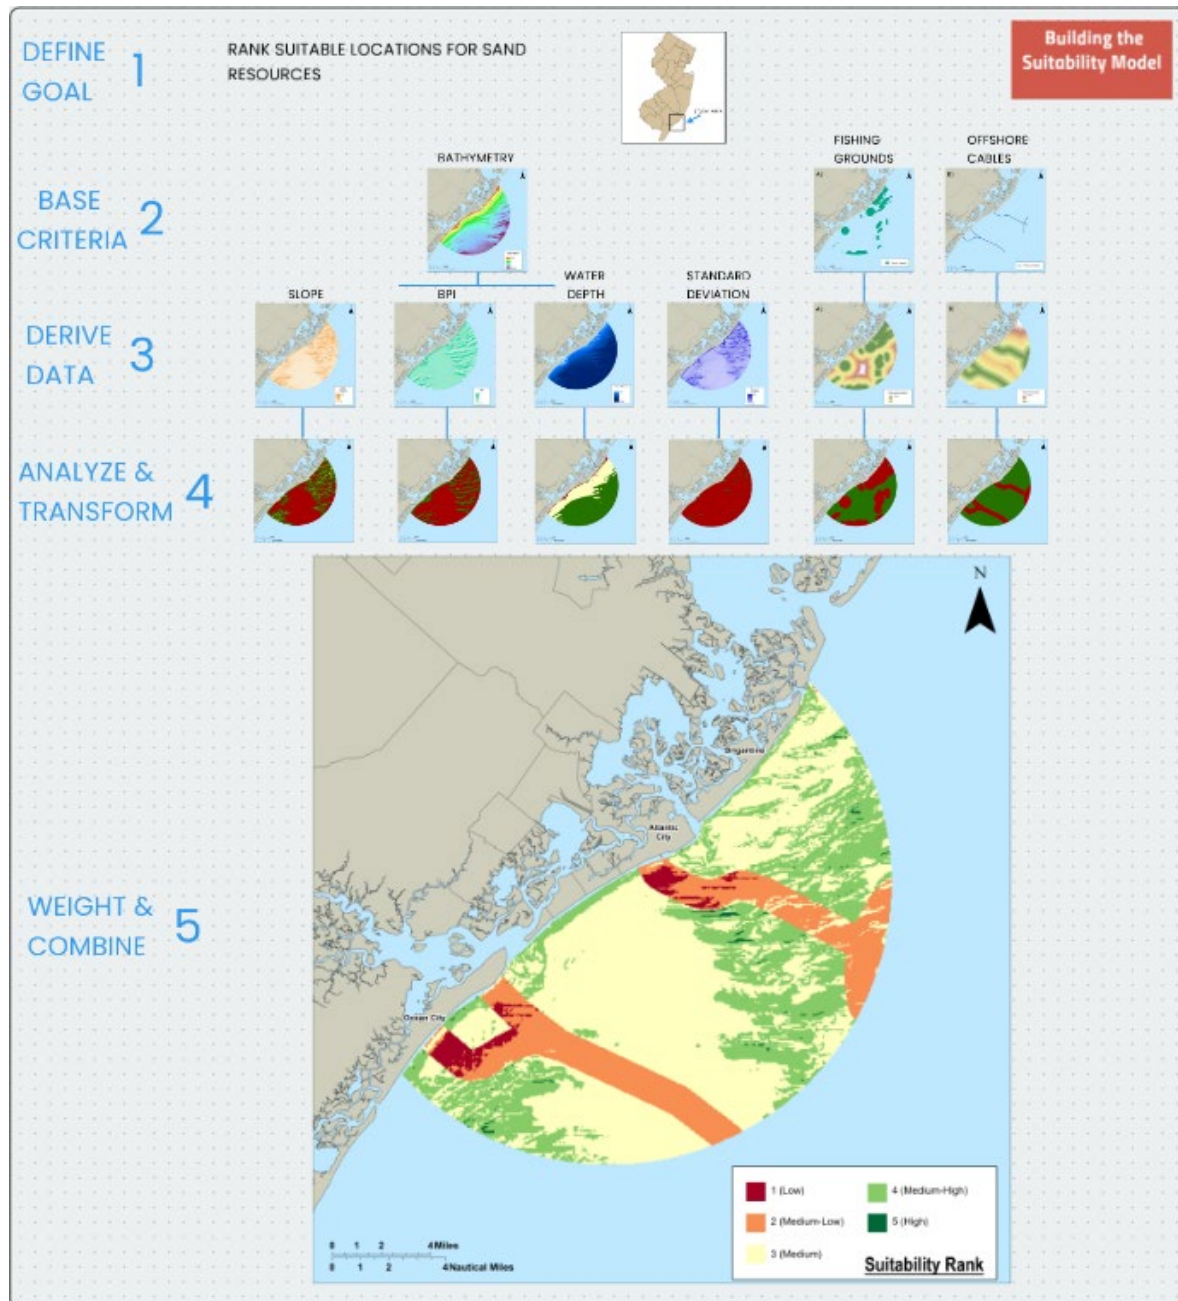 DEFINE
GOAL
1
RANK SUITABLE LOCATIONS FOR SAND
RESOURCES
Building the
Suitability Model
BASE
CRITERIA
2
BATHYMETRY
FISHING
GROUNDS
OFFSHORE
CABLES
DERIVE
DATA
3
SLOPE
BPI
WATER
DEPTH
STANDARD
DEVIATION
ANALYZE &
TRANSFORM
4
WEIGHT &
COMBINE
5
N
Brigantine
Atlantic
City
Ocean City
1 (Low)
2 (Medium-Low)
3 (Medium)
4 (Medium-High)
5 (High)
Suitability Rank
0 1 2 4 Miles
0 1 2 4 Nautical Miles